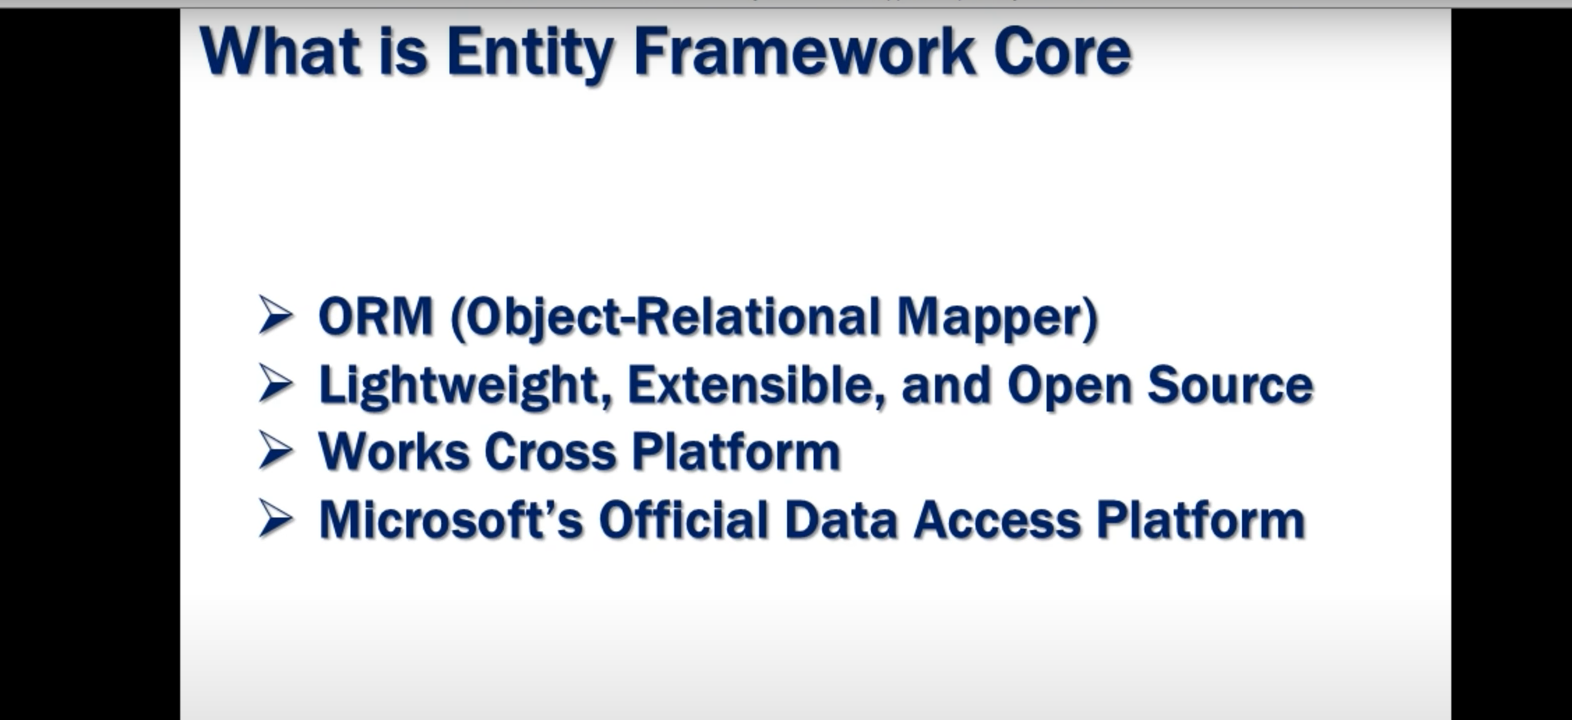 What is Entity Framework Core
ORM (Object-Relational Mapper)
Lightweight, Extensible, and Open Source
Works Cross Platform
Microsoft’s Official Data Access Platform